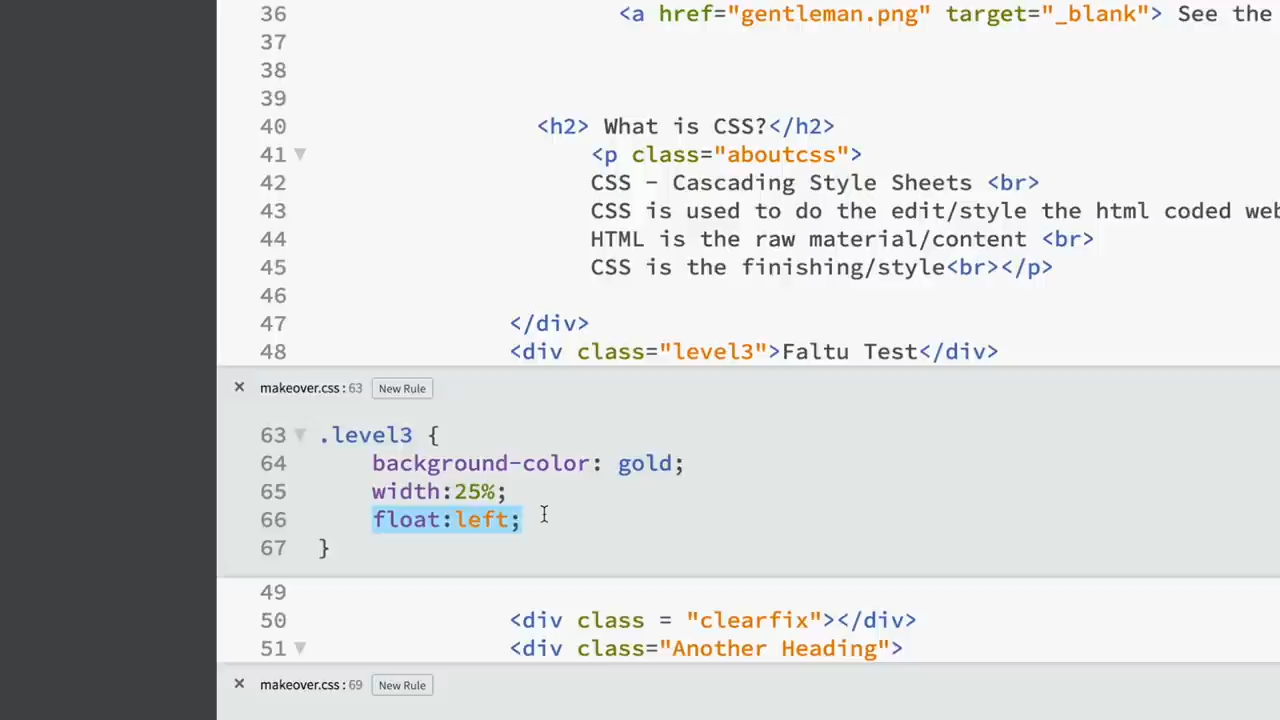 36 <a href="gentleman.png" target="_blank"> See the
37
38
39
40 <h2> What is CSS?</h2>
41 <p class="aboutcss">
42 CSS - Cascading Style Sheets <br>
43 CSS is used to do the edit/style the html coded web
44 HTML is the raw material/content <br>
45 CSS is the finishing/style<br></p>
46
47 </div>
48 <div class="level3">Faltu Test</div>
× makeover.css : 63 New Rule
63 .level3 {
64 background-color: gold;
65 width:25%;
66 float:left;
67 }
49
50 <div class = "clearfix"></div>
51 <div class="Another Heading">
× makeover.css : 69 New Rule